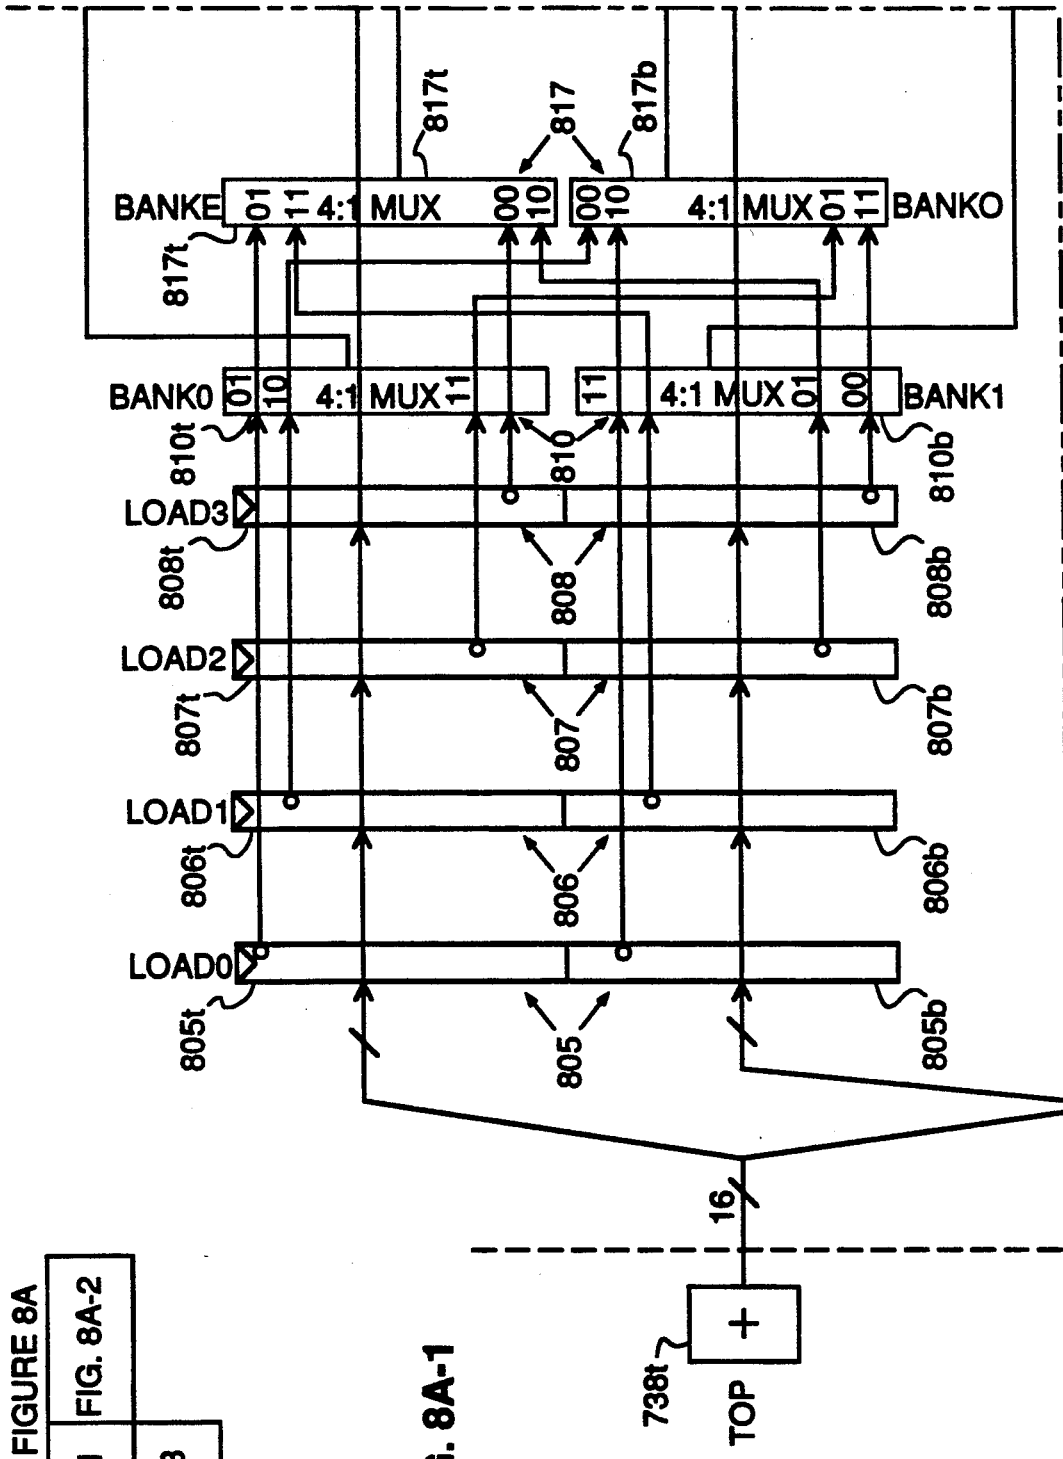 FIGURE 8A
FIG. 8A-2
8A-1
738t
TOP
+
16
LOAD0
805t
805
805b
LOAD1
806t
806
806b
LOAD2
807t
807
807b
LOAD3
808t
808
808b
BANK0
810t
01
10
4:1 MUX
11
810
11
4:1 MUX
01
00
BANK1
810b
BANKE
817t
01
11
4:1 MUX
00
10
817t
817
00
10
4:1 MUX
01
11
BANKO
817b